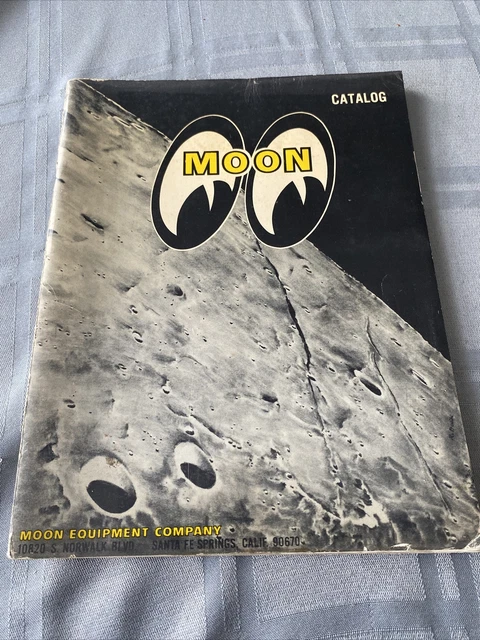 CATALOG
MOON
MOON EQUIPMENT COMPANY
10820 S. NORWALK BLVD. — SANTA FE SPRINGS, CALIF. 90670